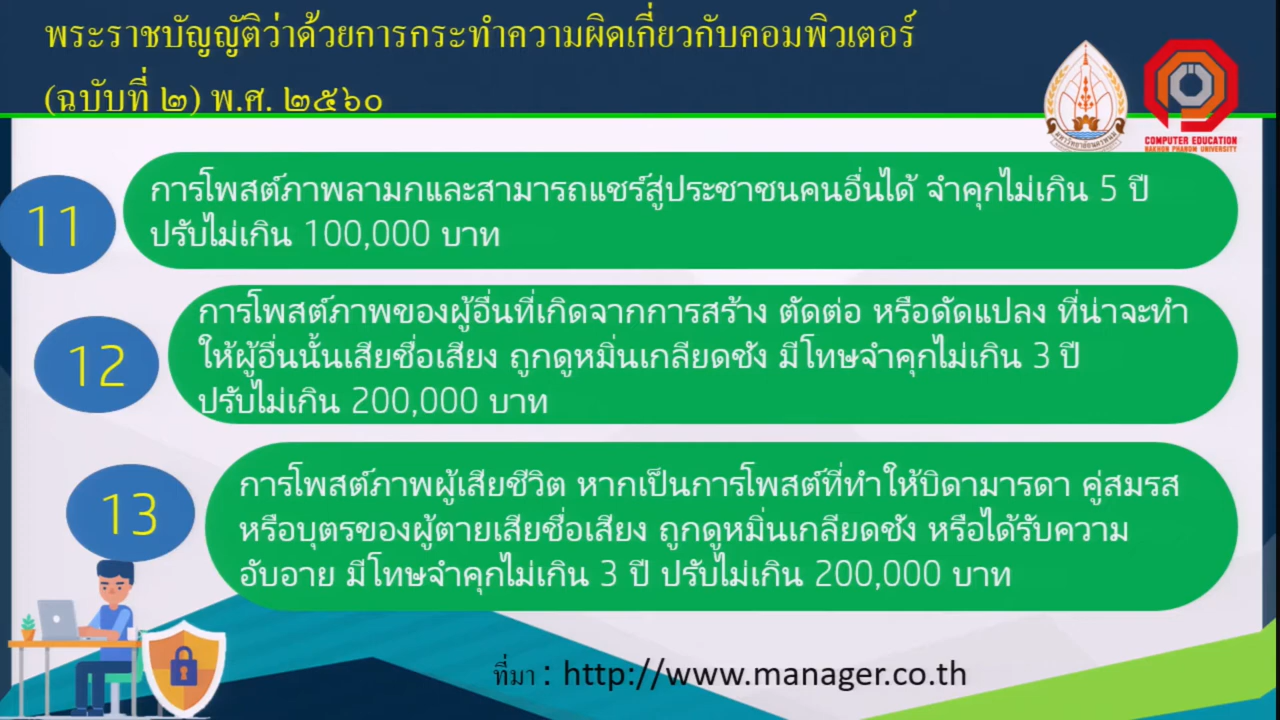 พระราชบัญญัติว่าด้วยการกระทำความผิดเกี่ยวกับคอมพิวเตอร์
(ฉบับที่ ๒) พ.ศ. ๒๕๖๐
มหาวิทยาลัยนครพนม
COMPUTER EDUCATION
NAKHON PHANOM UNIVERSITY
11
การโพสต์ภาพลามกและสามารถแชร์สู่ประชาชนคนอื่นได้ จำคุกไม่เกิน 5 ปี
ปรับไม่เกิน 100,000 บาท
12
การโพสต์ภาพของผู้อื่นที่เกิดจากการสร้าง ตัดต่อ หรือดัดแปลง ที่น่าจะทำ
ให้ผู้อื่นนั้นเสียชื่อเสียง ถูกดูหมิ่นเกลียดชัง มีโทษจำคุกไม่เกิน 3 ปี
ปรับไม่เกิน 200,000 บาท
13
การโพสต์ภาพผู้เสียชีวิต หากเป็นการโพสต์ที่ทำให้บิดามารดา คู่สมรส
หรือบุตรของผู้ตายเสียชื่อเสียง ถูกดูหมิ่นเกลียดชัง หรือได้รับความ
อับอาย มีโทษจำคุกไม่เกิน 3 ปี ปรับไม่เกิน 200,000 บาท
ที่มา : http://www.manager.co.th